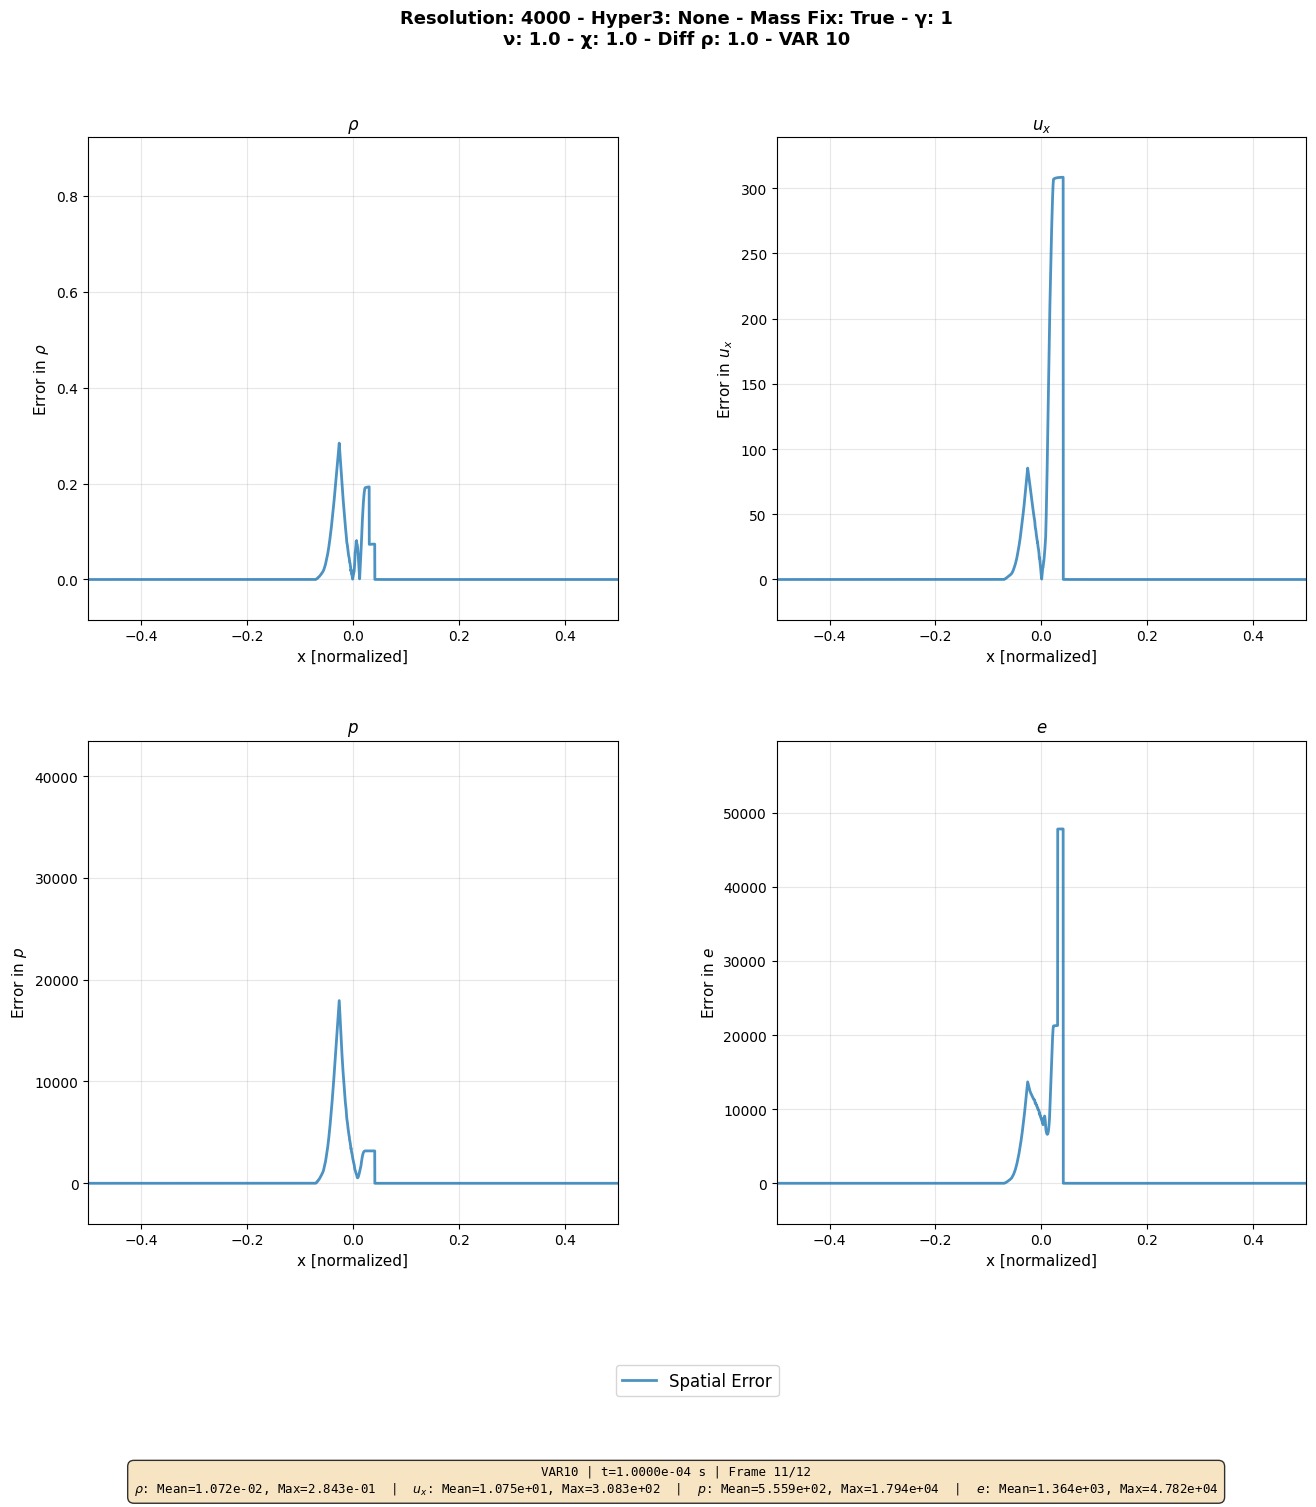 Resolution: 4000 - Hyper3: None - Mass Fix: True - γ: 1
ν: 1.0 - χ: 1.0 - Diff ρ: 1.0 - VAR 10
ρ
Error in ρ
0.8
0.6
0.4
0.2
0.0
−0.4 −0.2 0.0 0.2 0.4
x [normalized]
u_x
Error in u_x
300
250
200
150
100
50
0
−0.4 −0.2 0.0 0.2 0.4
x [normalized]
p
Error in p
40000
30000
20000
10000
0
−0.4 −0.2 0.0 0.2 0.4
x [normalized]
e
Error in e
50000
40000
30000
20000
10000
0
−0.4 −0.2 0.0 0.2 0.4
x [normalized]
Spatial Error
VAR10 | t=1.0000e-04 s | Frame 11/12
ρ: Mean=1.072e-02, Max=2.843e-01 | u_x: Mean=1.075e+01, Max=3.083e+02 | p: Mean=5.559e+02, Max=1.794e+04 | e: Mean=1.364e+03, Max=4.782e+04